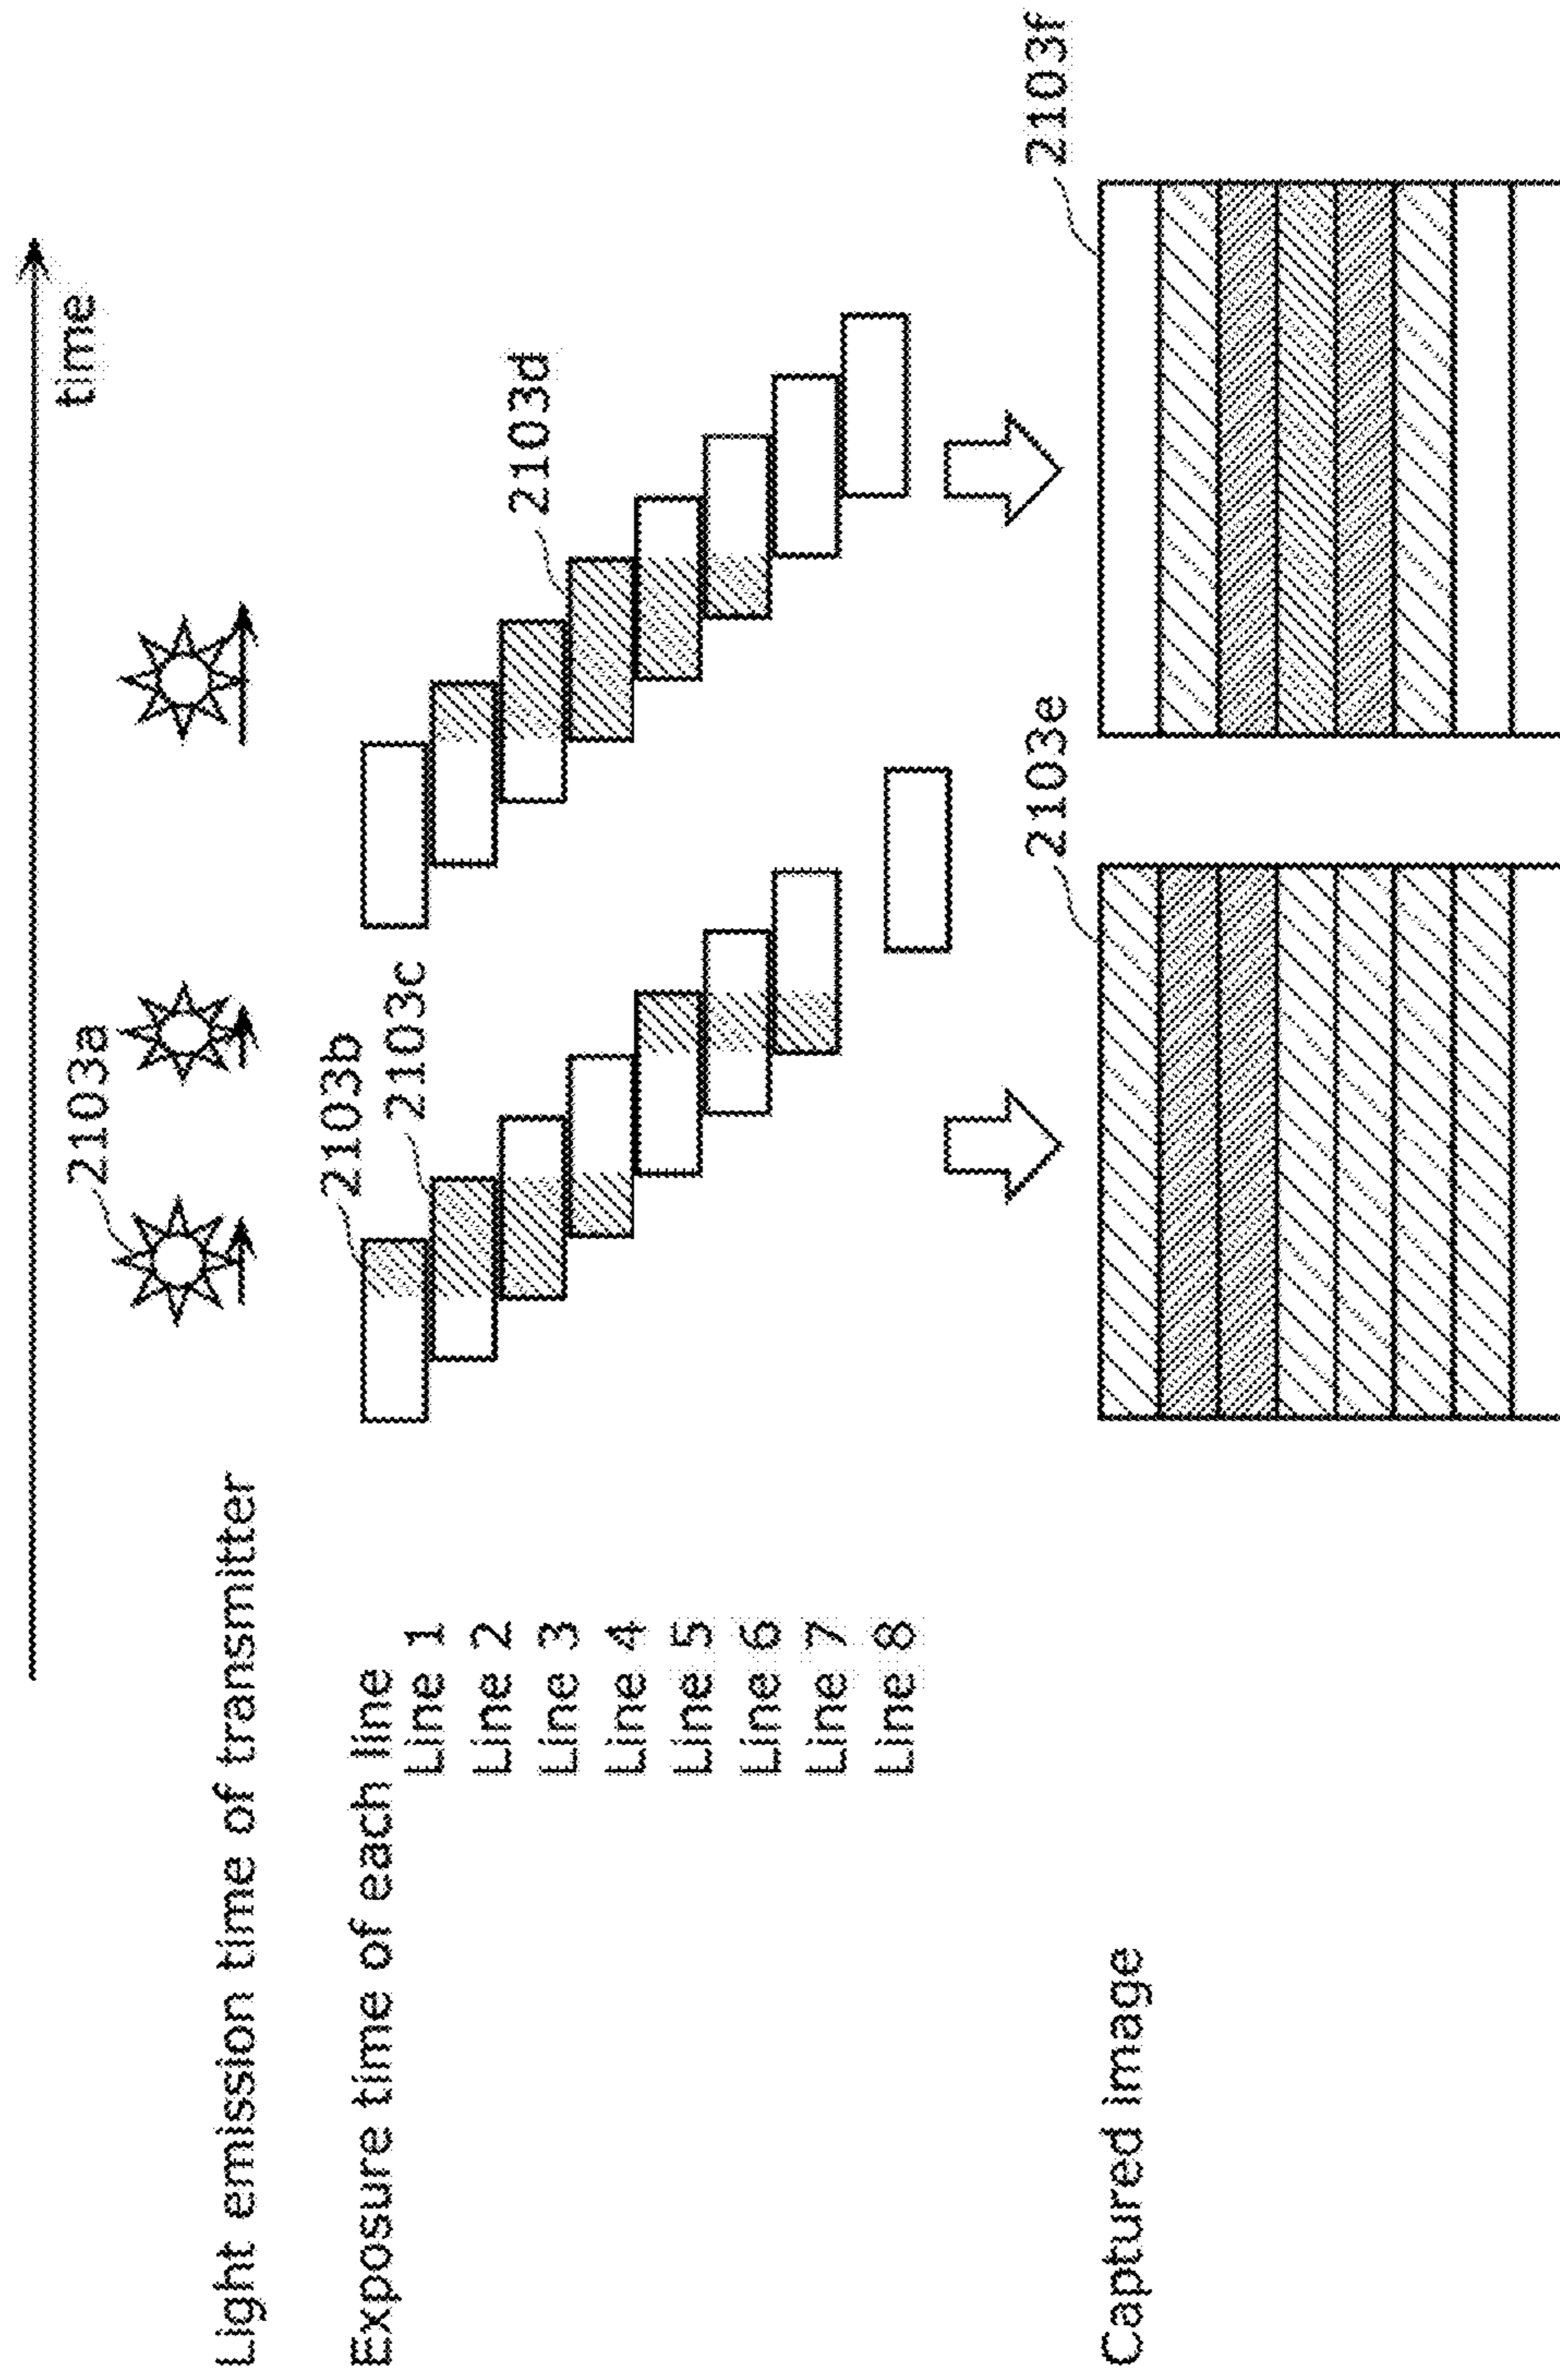 time
2103a
Light emission time of transmitter
2103b
2103c
2103d
Exposure time of each line
Line 1
Line 2
Line 3
Line 4
Line 5
Line 6
Line 7
Line 8
2103e
2103f
Captured image